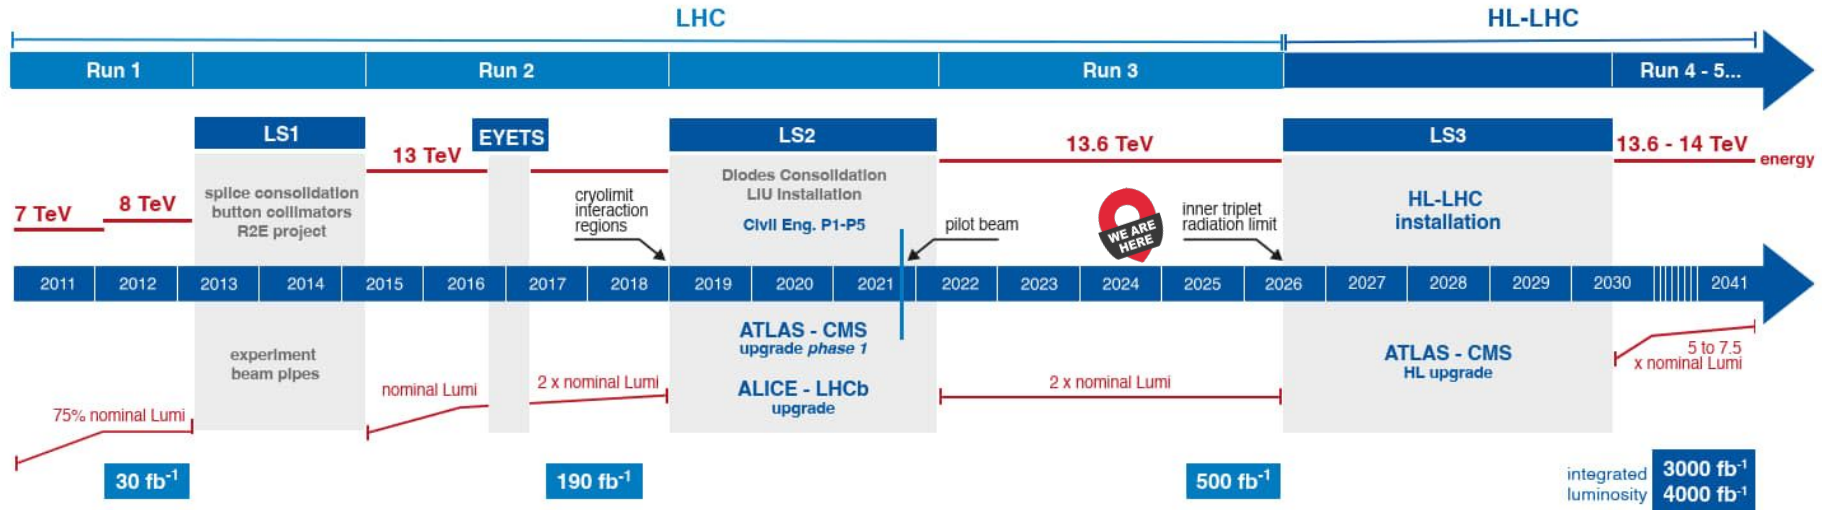 LHC
HL-LHC
Run 1
Run 2
Run 3
Run 4 - 5...
LS1
EYETS
LS2
LS3
13 TeV
13.6 TeV
13.6 - 14 TeV
energy
7 TeV
8 TeV
splice consolidation
button collimators
R2E project
cryolimit
interaction
regions
Diodes Consolidation
LIU Installation
Civil Eng. P1-P5
pilot beam
WE ARE
HERE
inner triplet
radiation limit
HL-LHC
installation
2011 2012 2013 2014 2015 2016 2017 2018 2019 2020 2021 2022 2023 2024 2025 2026 2027 2028 2029 2030 2041
experiment
beam pipes
ATLAS - CMS
upgrade phase 1
ALICE - LHCb
upgrade
ATLAS - CMS
HL upgrade
5 to 7.5
x nominal Lumi
75% nominal Lumi
nominal Lumi
2 x nominal Lumi
2 x nominal Lumi
30 fb-1
190 fb-1
500 fb-1
integrated
luminosity
3000 fb-1
4000 fb-1